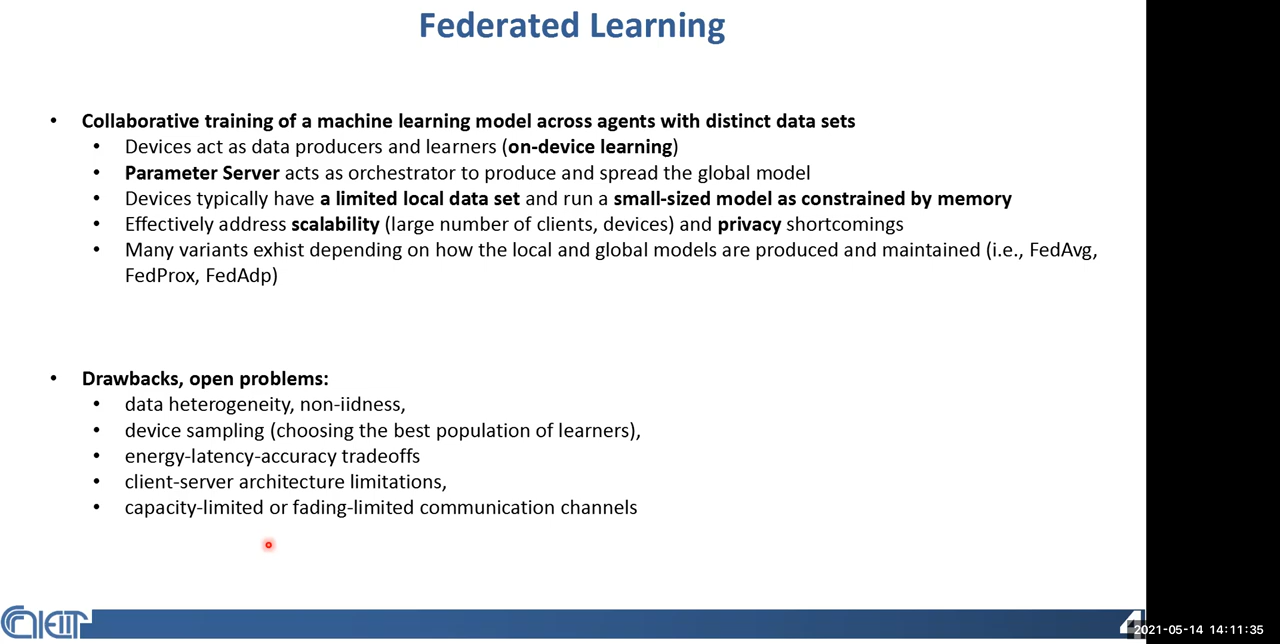 Federated Learning
• Collaborative training of a machine learning model across agents with distinct data sets
• Devices act as data producers and learners (on-device learning)
• Parameter Server acts as orchestrator to produce and spread the global model
• Devices typically have a limited local data set and run a small-sized model as constrained by memory
• Effectively address scalability (large number of clients, devices) and privacy shortcomings
• Many variants exhist depending on how the local and global models are produced and maintained (i.e., FedAvg,
FedProx, FedAdp)
• Drawbacks, open problems:
• data heterogeneity, non-iidness,
• device sampling (choosing the best population of learners),
• energy-latency-accuracy tradeoffs
• client-server architecture limitations,
• capacity-limited or fading-limited communication channels
4
2021-05-14 14:11:35